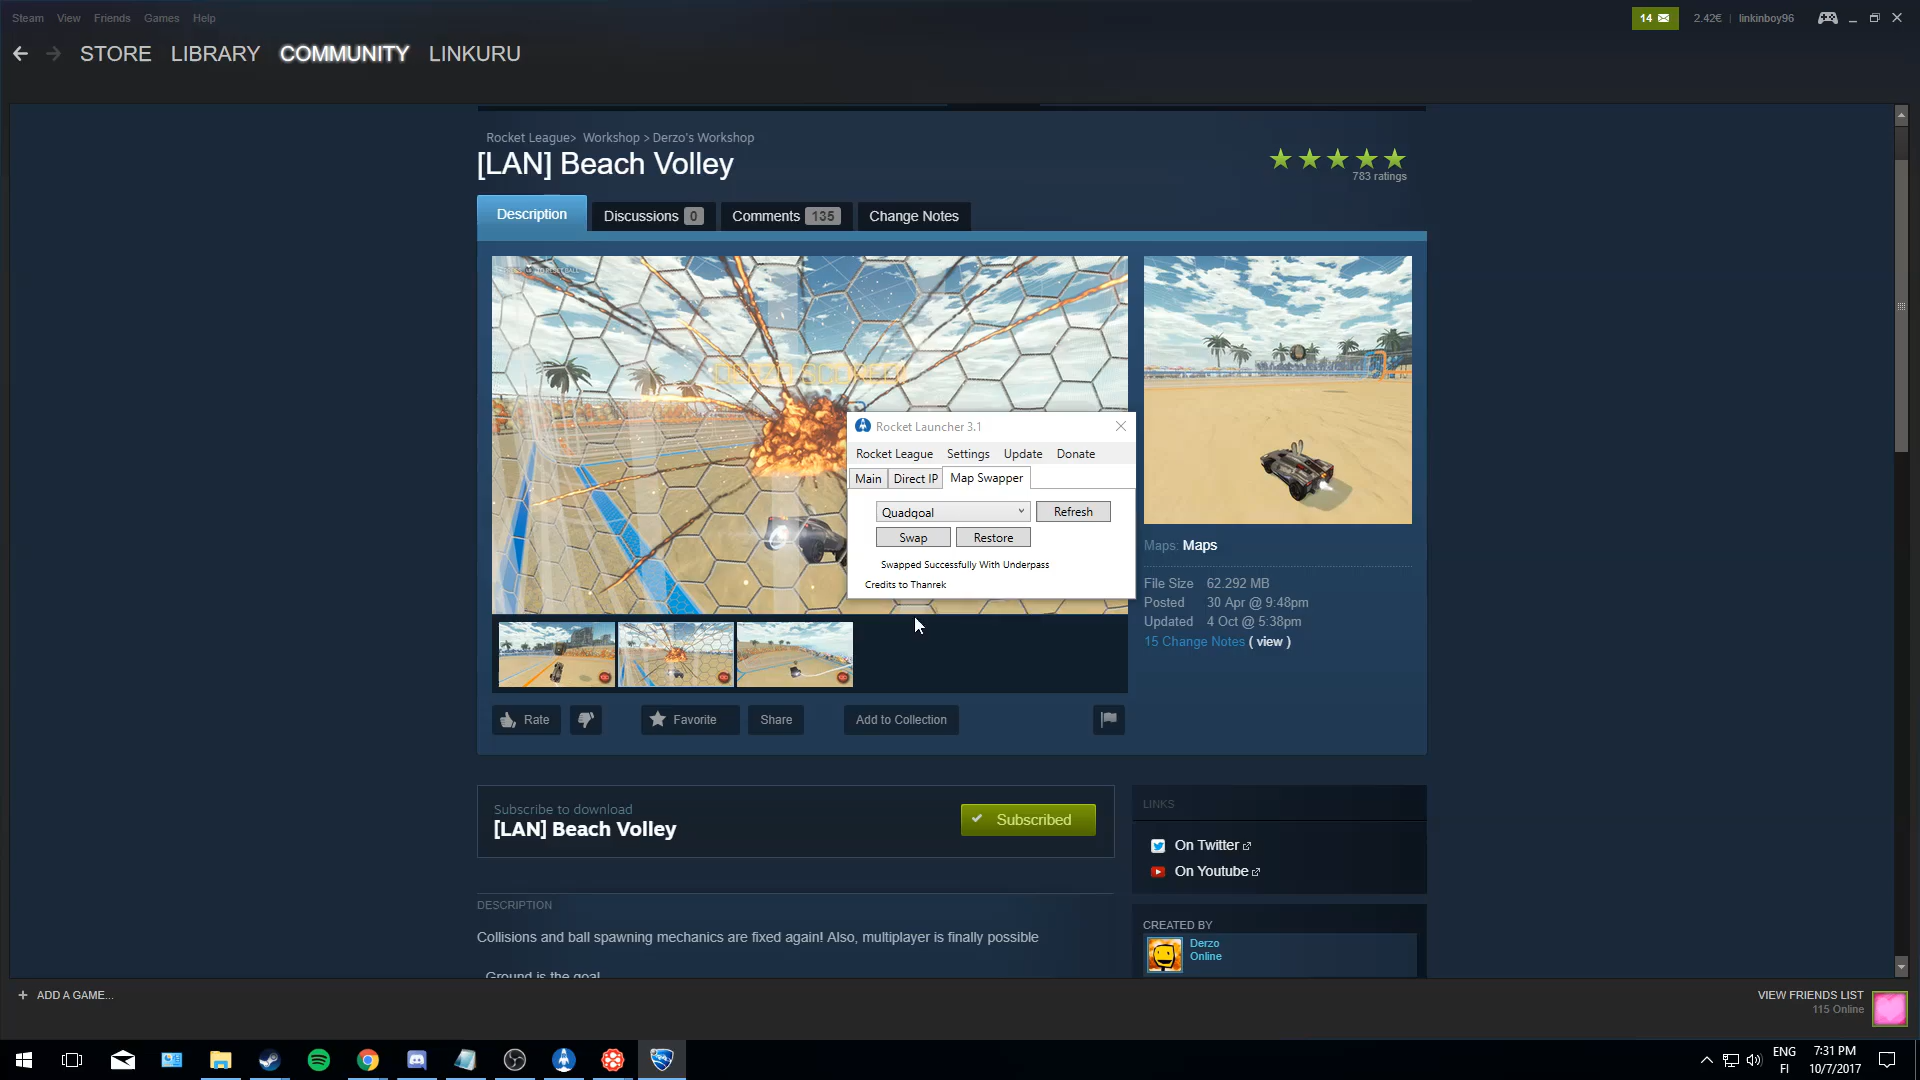 Steam View Friends Games Help
14 2.42€ | linkinboy96
STORE LIBRARY COMMUNITY LINKURU
Rocket League> Workshop > Derzo's Workshop
[LAN] Beach Volley
783 ratings
Description Discussions 0 Comments 135 Change Notes
Rocket Launcher 3.1
Rocket League Settings Update Donate
Main Direct IP Map Swapper
Quadgoal Refresh
Swap Restore
Swapped Successfully With Underpass
Credits to Thanrek
Maps: Maps
File Size 62.292 MB
Posted 30 Apr @ 9:48pm
Updated 4 Oct @ 5:38pm
15 Change Notes ( view )
Rate Favorite Share Add to Collection
Subscribe to download
[LAN] Beach Volley
Subscribed
LINKS
On Twitter
On Youtube
DESCRIPTION
Collisions and ball spawning mechanics are fixed again! Also, multiplayer is finally possible
Ground is the goal
CREATED BY
Derzo
Online
+ ADD A GAME...
VIEW FRIENDS LIST
115 Online
ENG
FI
7:31 PM
10/7/2017